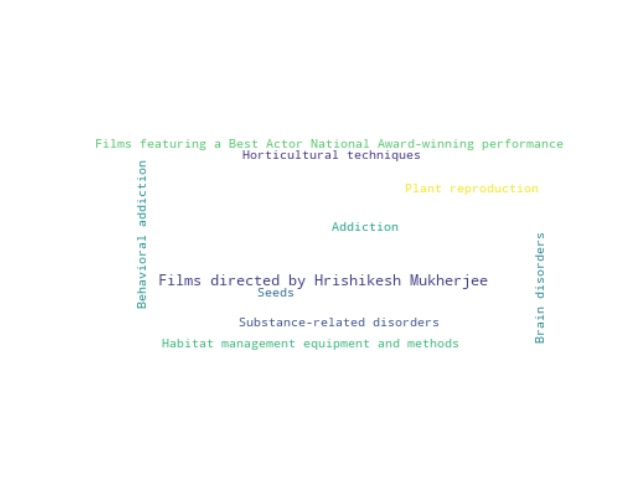 Films featuring a Best Actor National Award-winning performance
Horticultural techniques
Behavioral addiction
Plant reproduction
Addiction
Brain disorders
Films directed by Hrishikesh Mukherjee
Seeds
Substance-related disorders
Habitat management equipment and methods